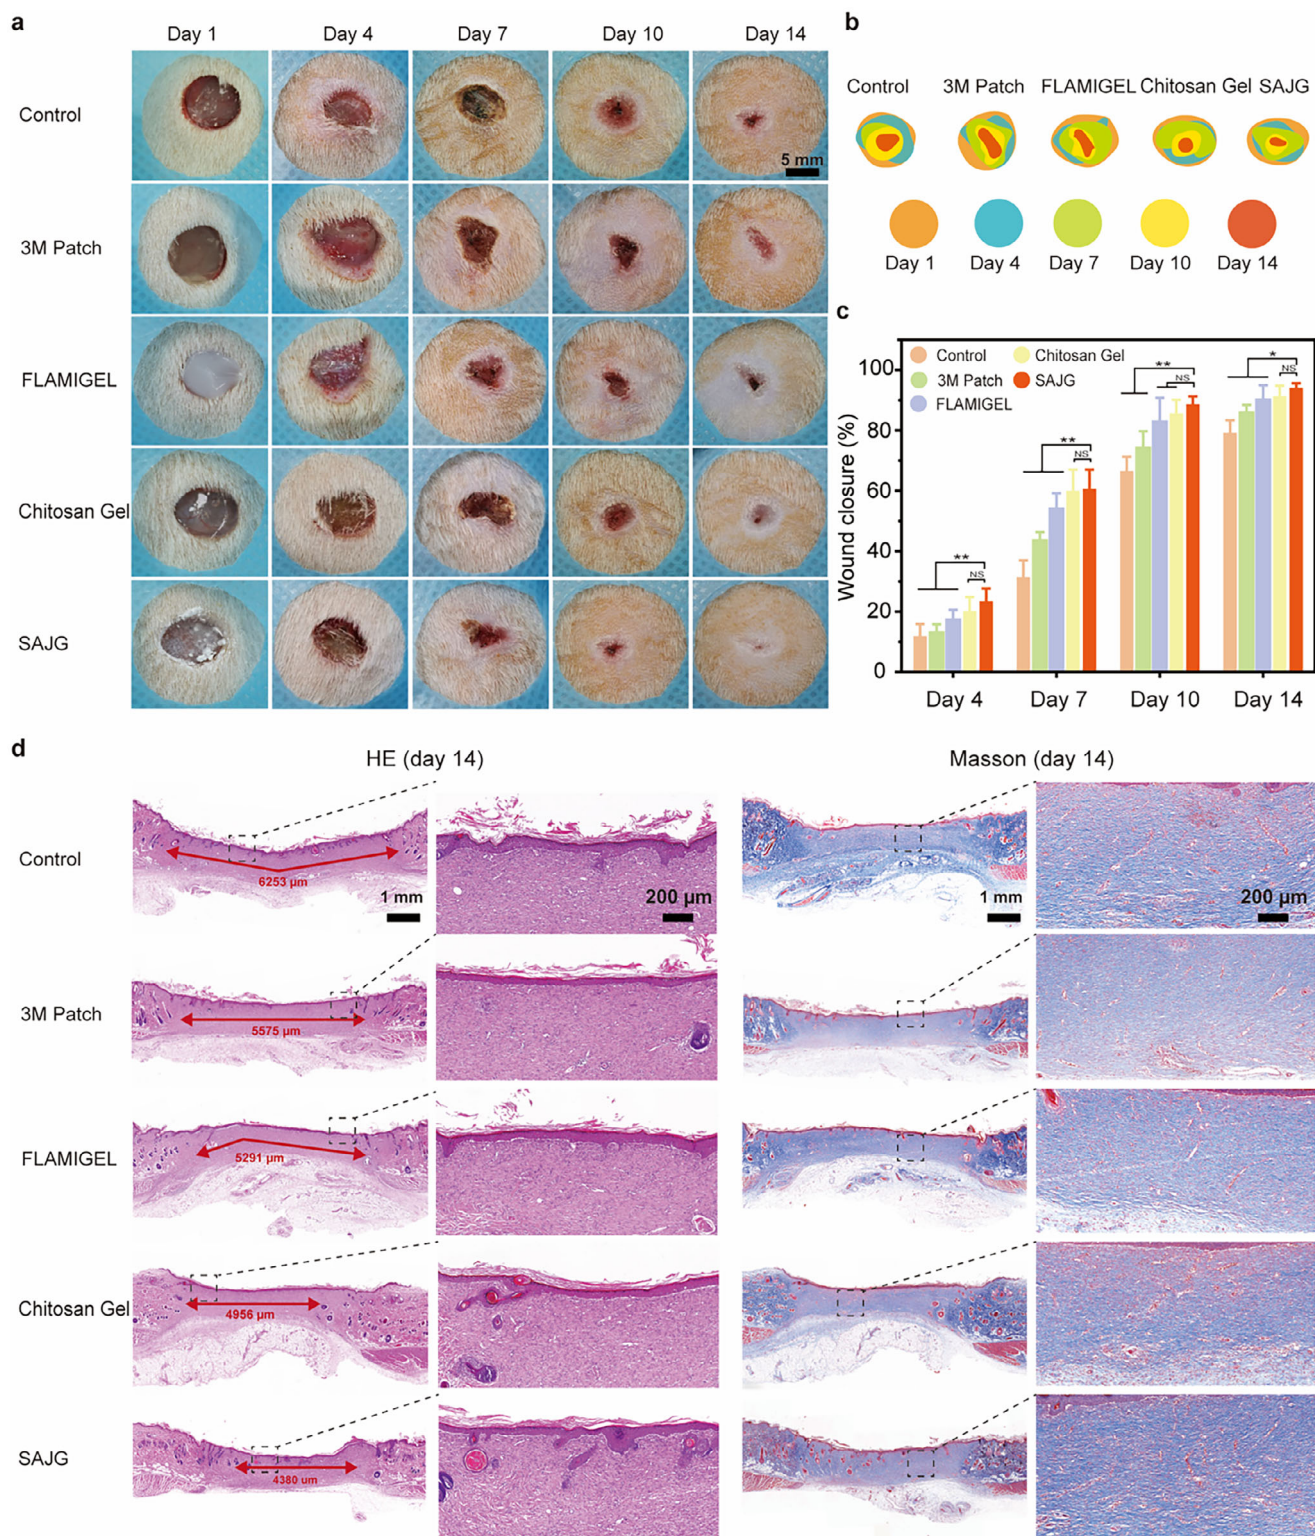 a
Day 1 Day 4 Day 7 Day 10 Day 14
Control
5 mm
3M Patch
FLAMIGEL
Chitosan Gel
SAJG
b
Control 3M Patch FLAMIGEL Chitosan Gel SAJG
Day 1 Day 4 Day 7 Day 10 Day 14
c
Wound closure (%)
100
80
60
40
20
0
Control
3M Patch
FLAMIGEL
Chitosan Gel
SAJG
**
NS
**
NS
**
NS
*
NS
Day 4 Day 7 Day 10 Day 14
d
HE (day 14) Masson (day 14)
Control
6253 μm
1 mm
200 μm
1 mm
200 μm
3M Patch
5575 μm
FLAMIGEL
5291 μm
Chitosan Gel
4956 μm
SAJG
4380 um